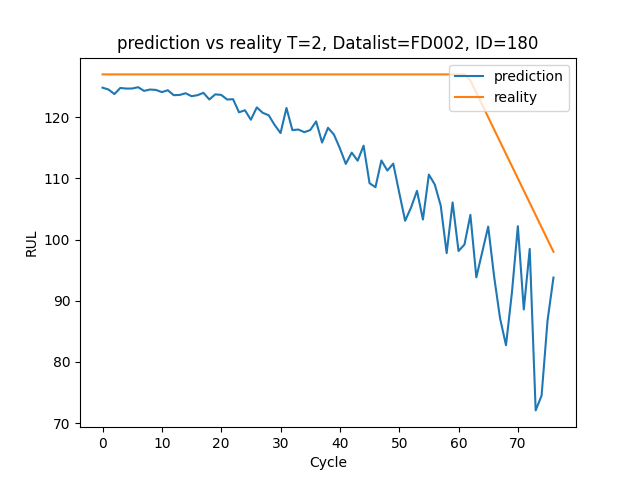 prediction vs reality T=2, Datalist=FD002, ID=180
prediction
reality
RUL
120
110
100
90
80
70
0 10 20 30 40 50 60 70
Cycle